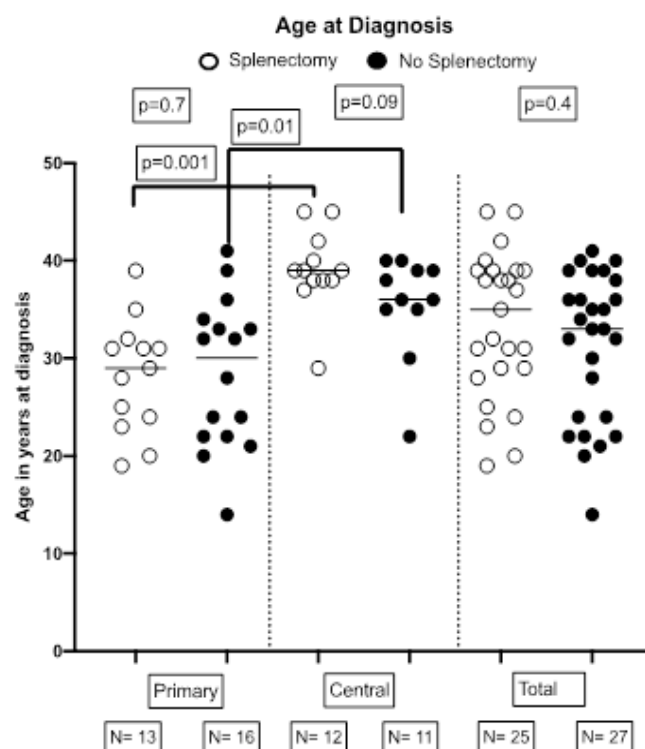 Age at Diagnosis
Splenectomy No Splenectomy
p=0.7
p=0.09
p=0.4
p=0.01
p=0.001
50
40
30
20
10
0
Age in years at diagnosis
Primary Central Total
N= 13 N= 16 N= 12 N= 11 N= 25 N= 27